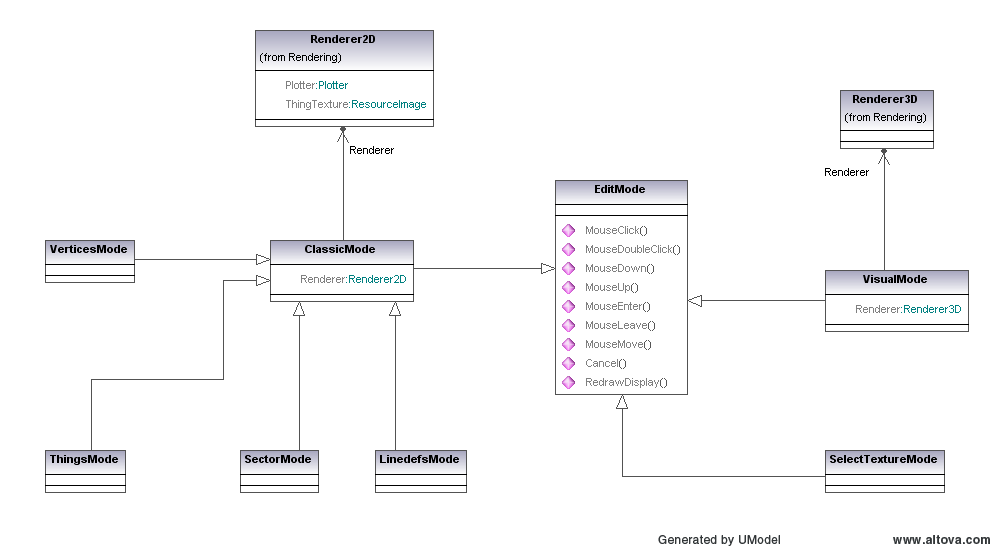 Renderer2D
(from Rendering)
Plotter:Plotter
ThingTexture:ResourceImage
Renderer
Renderer3D
(from Rendering)
Renderer
EditMode
MouseClick()
MouseDoubleClick()
MouseDown()
MouseUp()
MouseEnter()
MouseLeave()
MouseMove()
Cancel()
RedrawDisplay()
VerticesMode
ClassicMode
Renderer:Renderer2D
VisualMode
Renderer:Renderer3D
ThingsMode
SectorMode
LinedefsMode
SelectTextureMode
Generated by UModel
www.altova.com